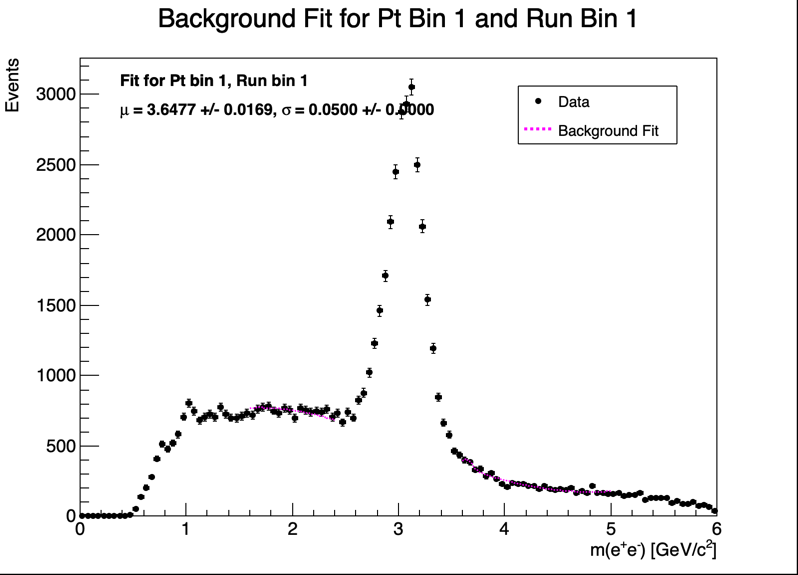 Background Fit for Pt Bin 1 and Run Bin 1
Events
Fit for Pt bin 1, Run bin 1
μ = 3.6477 +/- 0.0169, σ = 0.0500 +/- 0.0000
Data
Background Fit
3000
2500
2000
1500
1000
500
0
0 1 2 3 4 5 6
m(e⁺e⁻) [GeV/c²]